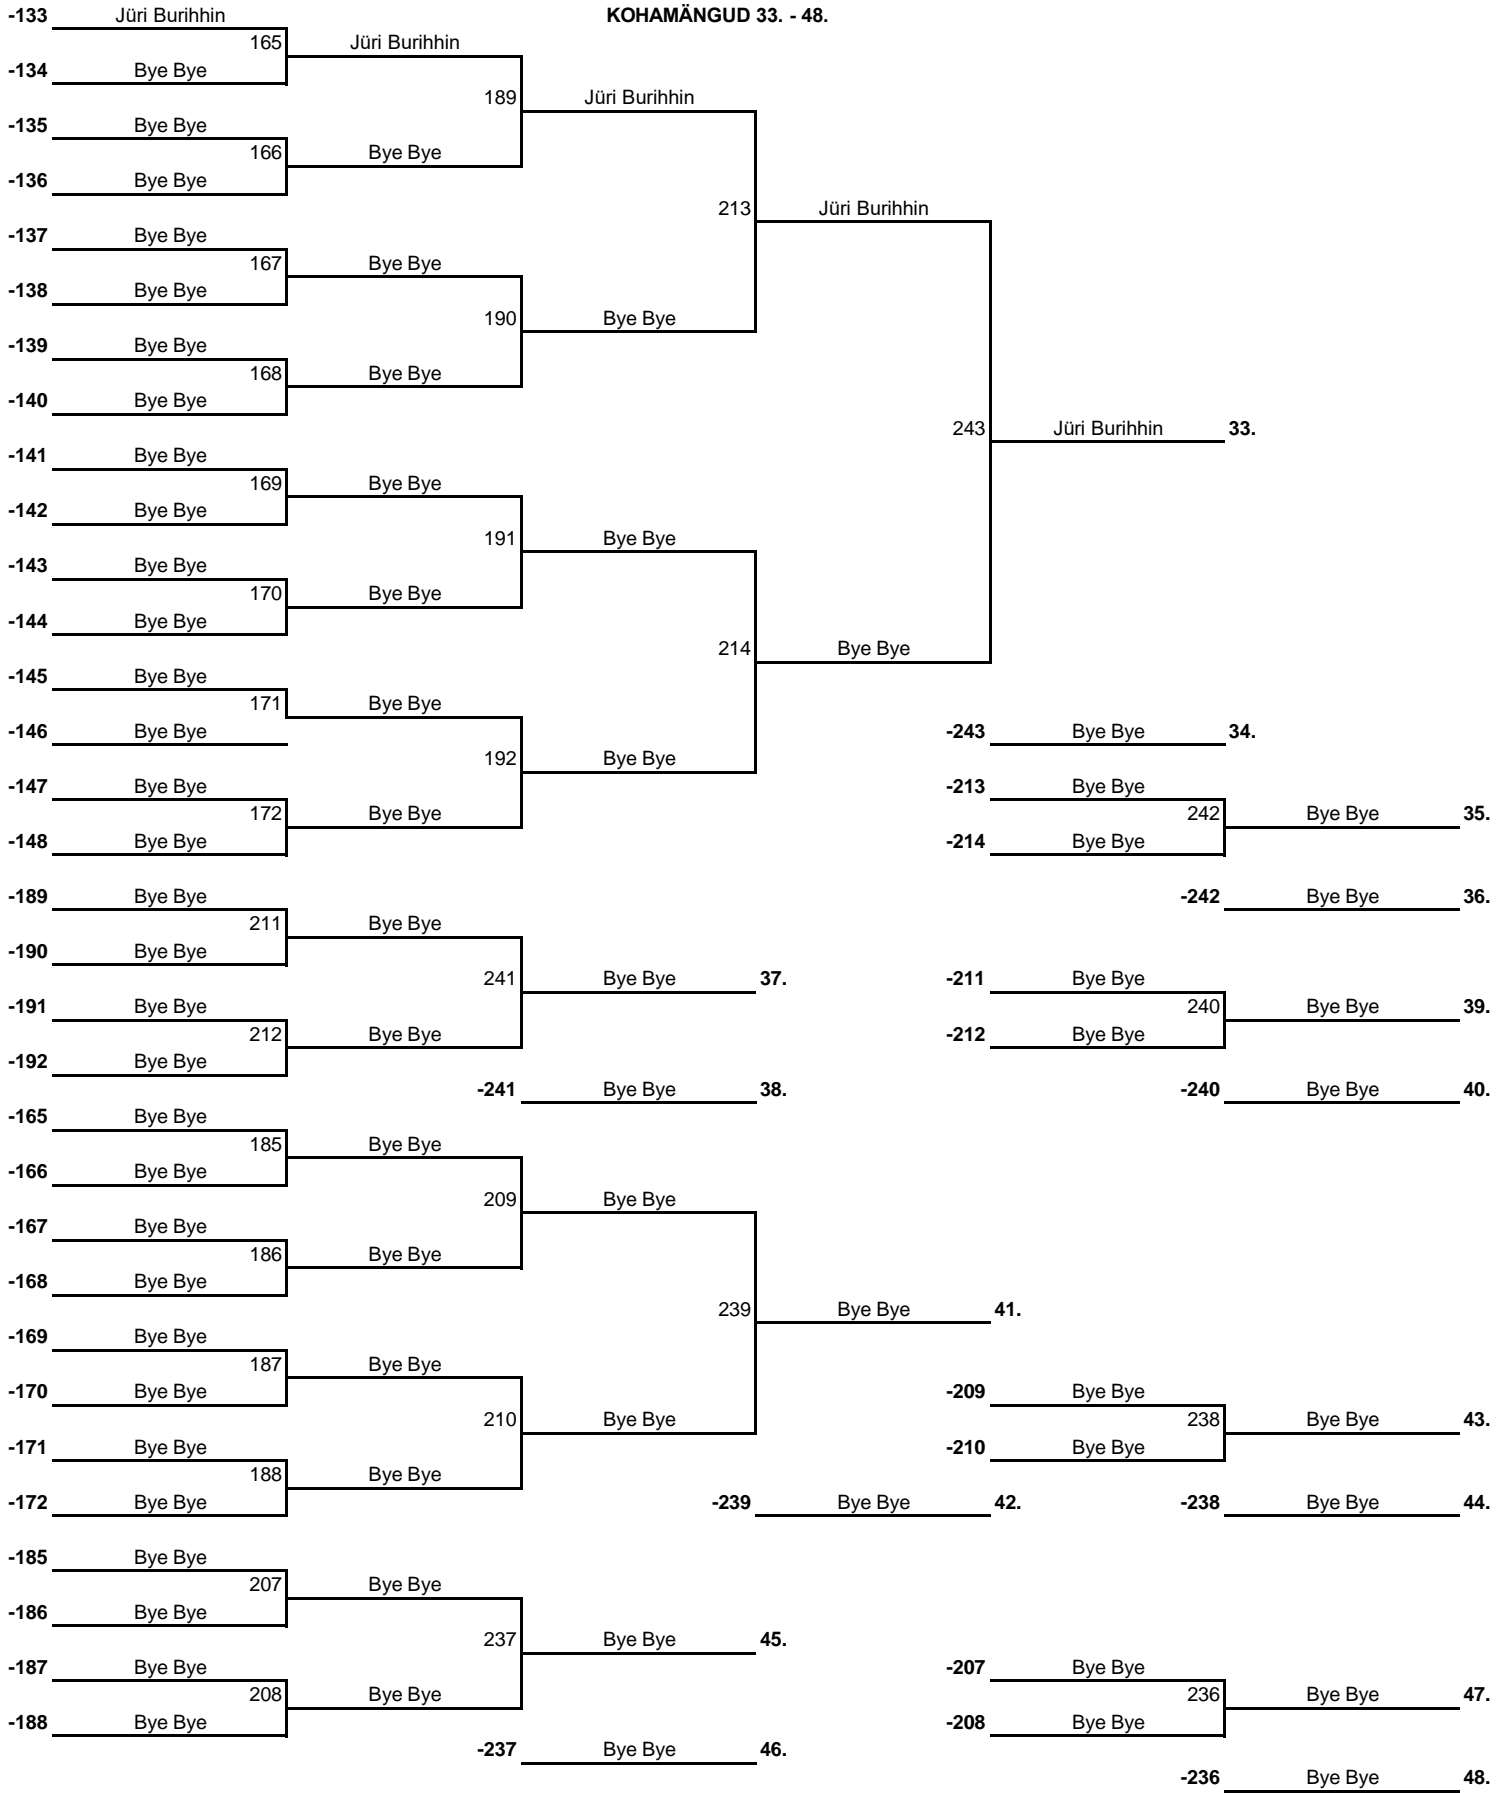 -133 Jüri Burihhin KOHAMÄNGUD 33. - 48.
165 Jüri Burihhin
-134 Bye Bye
189 Jüri Burihhin
-135 Bye Bye
166 Bye Bye
-136 Bye Bye
213 Jüri Burihhin
-137 Bye Bye
167 Bye Bye
-138 Bye Bye
190 Bye Bye
-139 Bye Bye
168 Bye Bye
-140 Bye Bye
243 Jüri Burihhin 33.
-141 Bye Bye
169 Bye Bye
-142 Bye Bye
191 Bye Bye
-143 Bye Bye
170 Bye Bye
-144 Bye Bye
214 Bye Bye
-145 Bye Bye
171 Bye Bye
-146 Bye Bye -243 Bye Bye 34.
192 Bye Bye
-147 Bye Bye -213 Bye Bye
172 Bye Bye 242 Bye Bye 35.
-148 Bye Bye -214 Bye Bye
-189 Bye Bye -242 Bye Bye 36.
211 Bye Bye
-190 Bye Bye
241 Bye Bye 37. -211 Bye Bye
-191 Bye Bye 240 Bye Bye 39.
212 Bye Bye -212 Bye Bye
-192 Bye Bye
-241 Bye Bye 38. -240 Bye Bye 40.
-165 Bye Bye
185 Bye Bye
-166 Bye Bye
209 Bye Bye
-167 Bye Bye
186 Bye Bye
-168 Bye Bye
239 Bye Bye 41.
-169 Bye Bye
187 Bye Bye
-170 Bye Bye -209 Bye Bye
210 Bye Bye 238 Bye Bye 43.
-171 Bye Bye -210 Bye Bye
188 Bye Bye
-172 Bye Bye -239 Bye Bye 42. -238 Bye Bye 44.
-185 Bye Bye
207 Bye Bye
-186 Bye Bye
237 Bye Bye 45.
-187 Bye Bye -207 Bye Bye
208 Bye Bye 236 Bye Bye 47.
-188 Bye Bye -208 Bye Bye
-237 Bye Bye 46.
-236 Bye Bye 48.